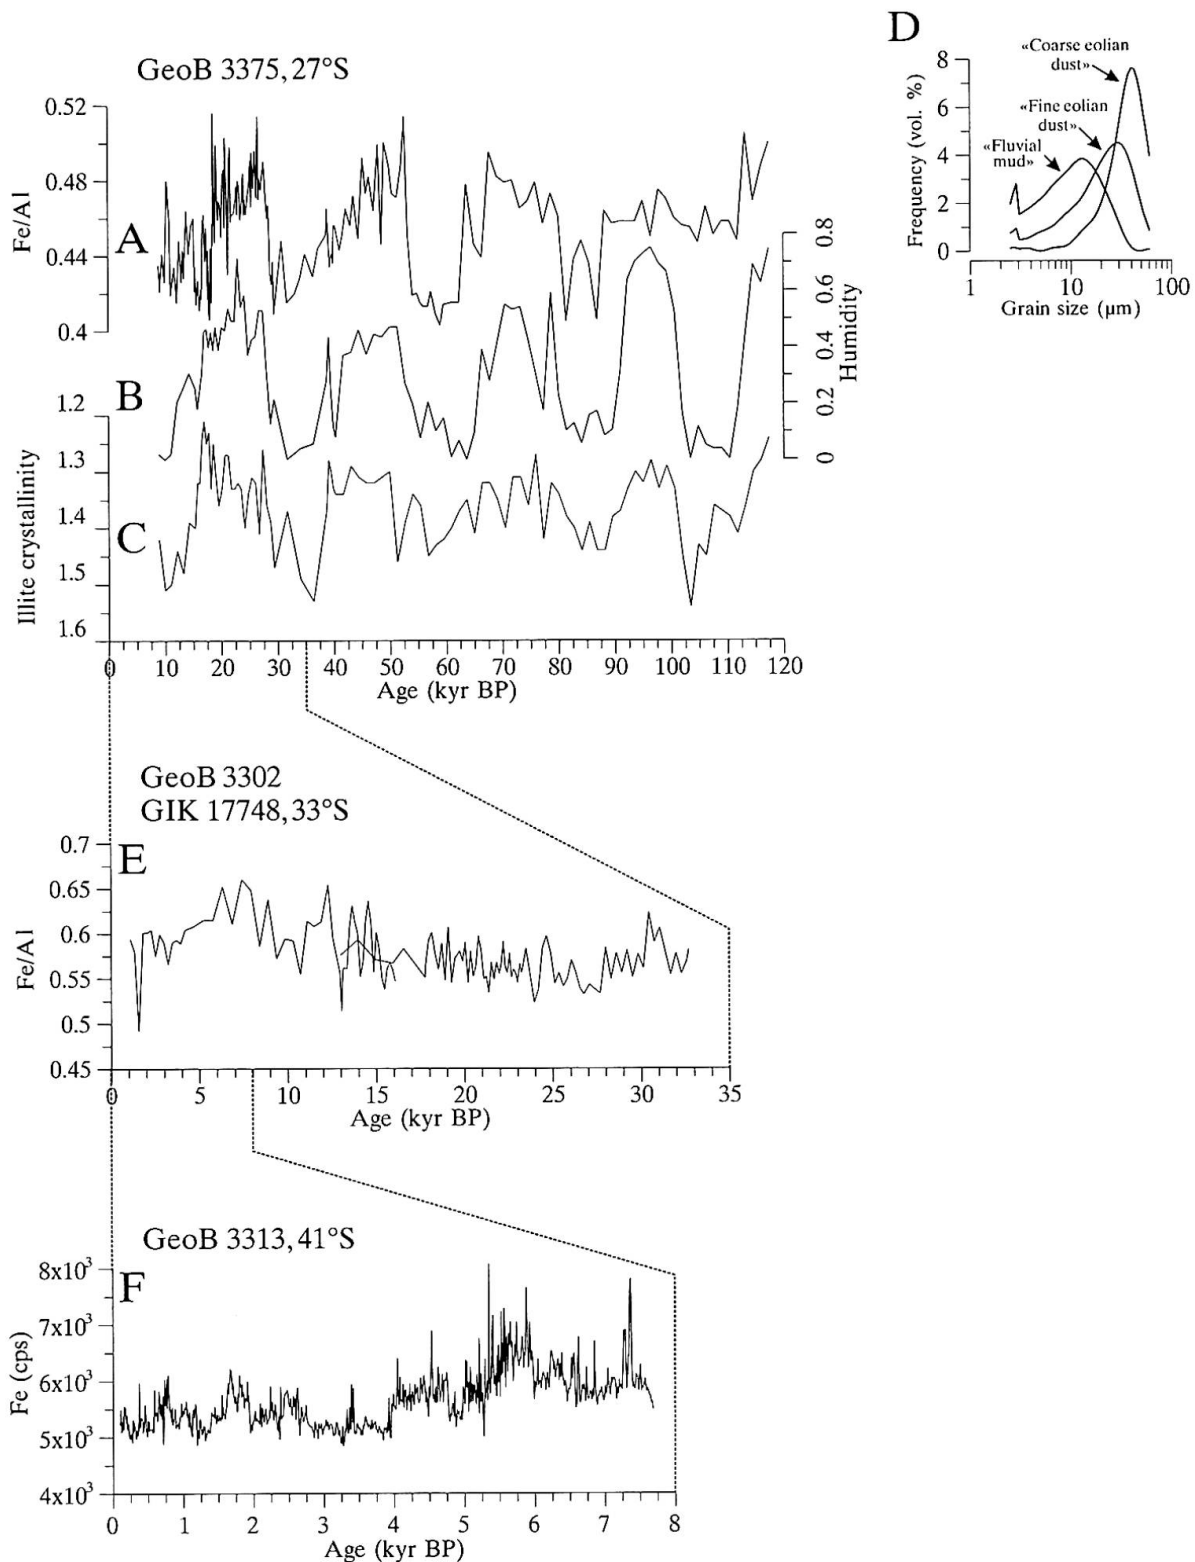 GeoB 3375, 27°S
0.52
0.48
0.44
0.4
Fe/Al
A
0.8
0.6
0.4
0.2
0
Humidity
B
1.2
1.3
1.4
1.5
1.6
Illite crystallinity
C
0 10 20 30 40 50 60 70 80 90 100 110 120
Age (kyr BP)
D
8
6
4
2
0
Frequency (vol. %)
«Coarse eolian
dust»
«Fine eolian
dust»
«Fluvial
mud»
1 10 100
Grain size (µm)
GeoB 3302
GIK 17748, 33°S
E
0.7
0.65
0.6
0.55
0.5
0.45
Fe/Al
0 5 10 15 20 25 30 35
Age (kyr BP)
GeoB 3313, 41°S
F
8x10³
7x10³
6x10³
5x10³
4x10³
Fe (cps)
0 1 2 3 4 5 6 7 8
Age (kyr BP)